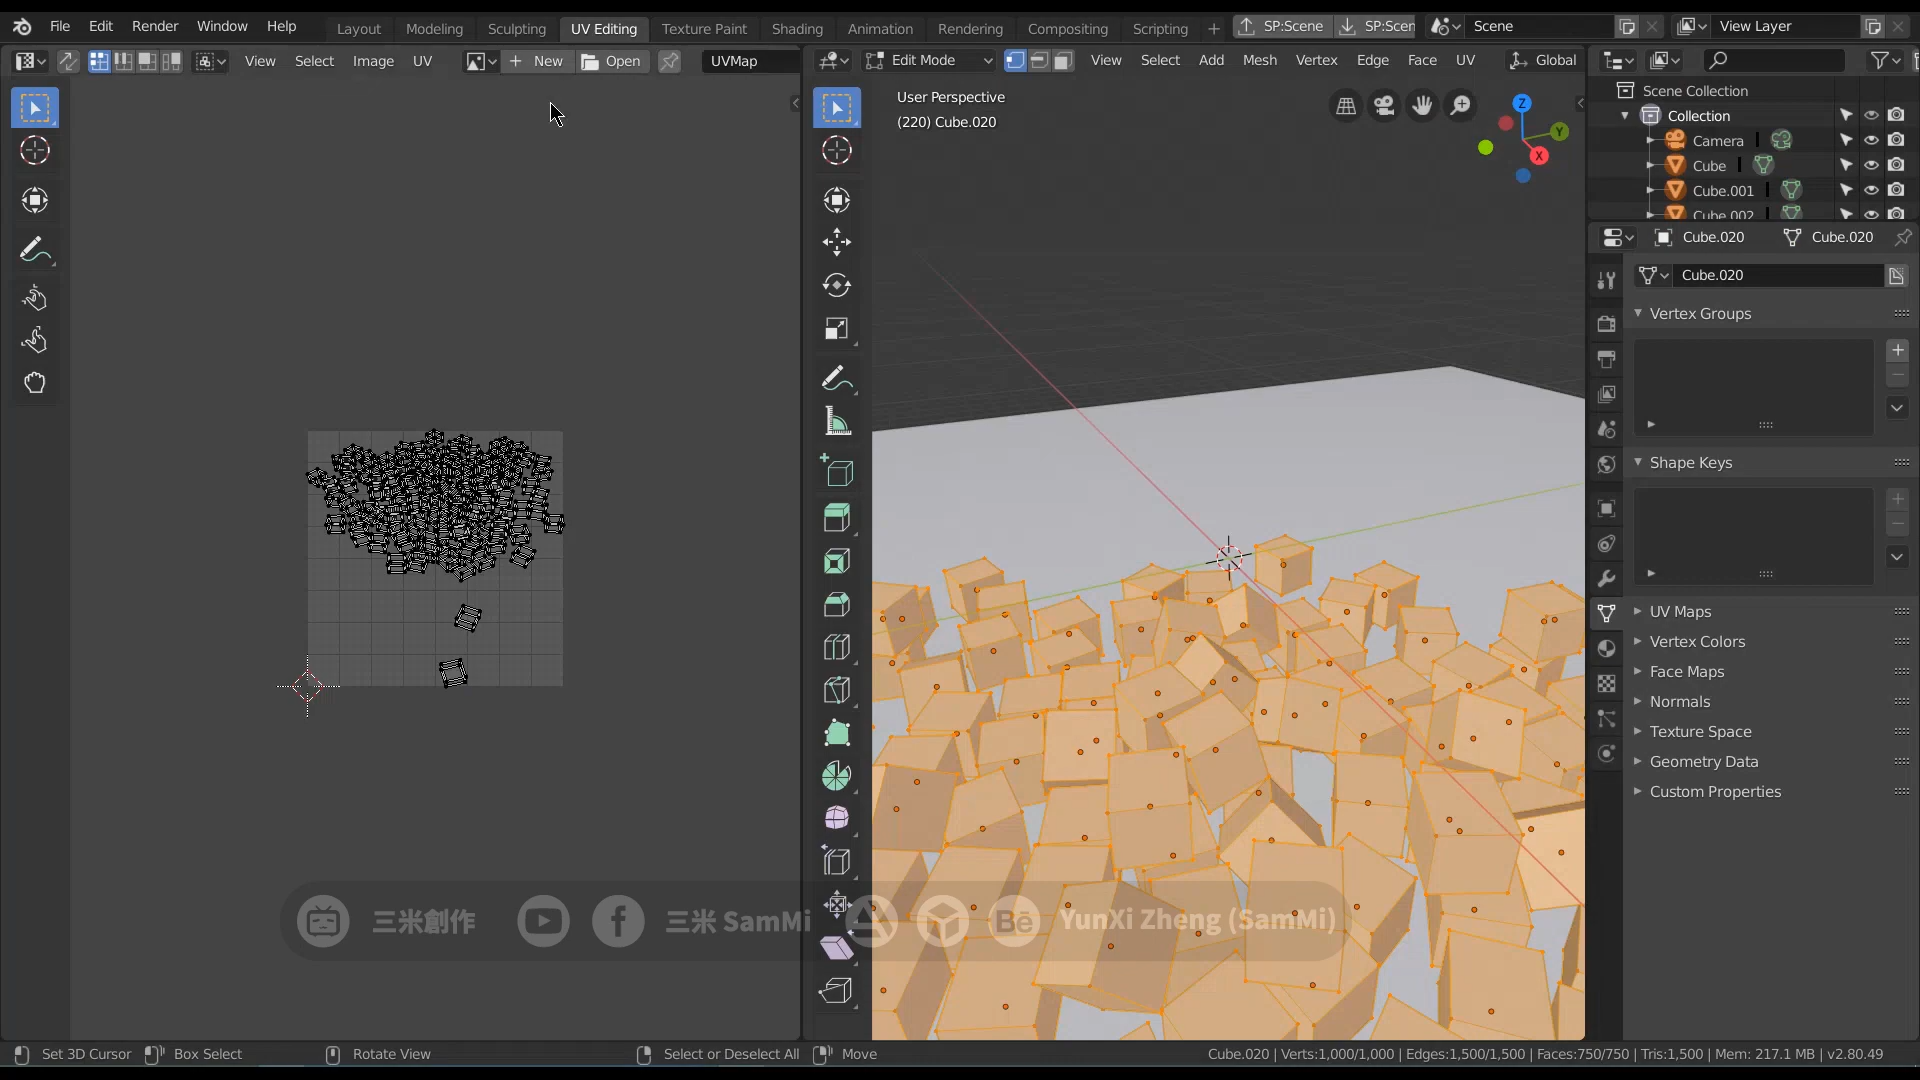 File Edit Render Window Help
Layout Modeling Sculpting UV Editing Texture Paint Shading Animation Rendering Compositing Scripting + SP:Scene SP:Scen Scene View Layer
View Select Image UV + New Open UVMap
Edit Mode View Select Add Mesh Vertex Edge Face UV Global
User Perspective
(220) Cube.020
Z
Y
X
Scene Collection
Collection
Camera
Cube
Cube.001
Cube.002
Cube.020 Cube.020
Cube.020
Vertex Groups
Shape Keys
UV Maps
Vertex Colors
Face Maps
Normals
Texture Space
Geometry Data
Custom Properties
三米創作 三米 SamMi Bē YunXi Zheng (SamMi)
Set 3D Cursor Box Select Rotate View Select or Deselect All Move Cube.020 | Verts:1,000/1,000 | Edges:1,500/1,500 | Faces:750/750 | Tris:1,500 | Mem: 217.1 MB | v2.80.49